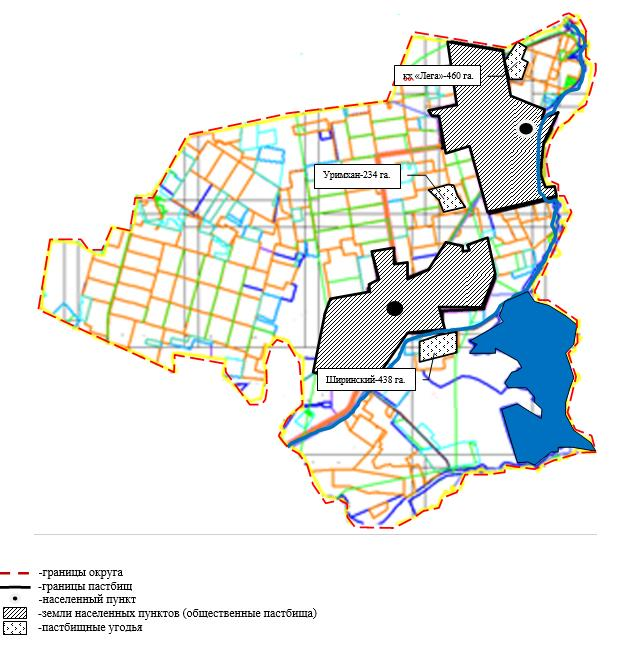 кх «Лега»-460 га.
Уримхан-234 га.
Ширинский-438 га.
-границы округа
-границы пастбищ
-населенный пункт
-земли населенных пунктов (общественные пастбища)
-пастбищные угодья